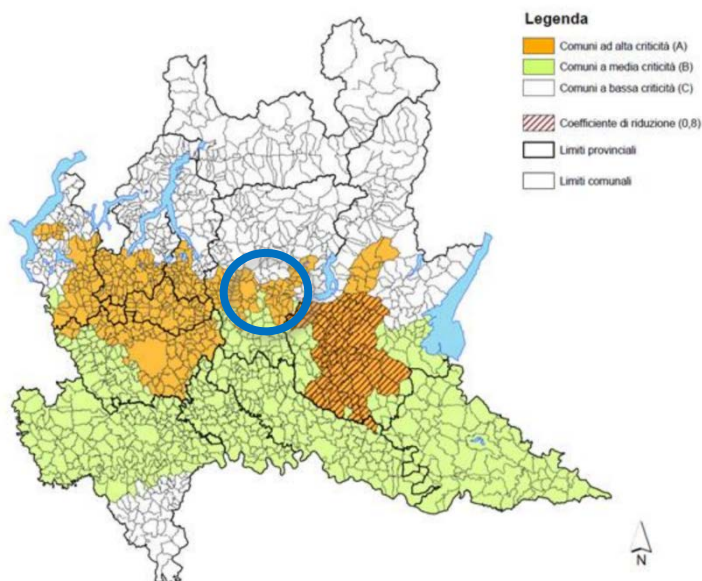 Legenda
Comuni ad alta criticità (A)
Comuni a media criticità (B)
Comuni a bassa criticità (C)
Coefficiente di riduzione (0,8)
Limiti provinciali
Limiti comunali
N